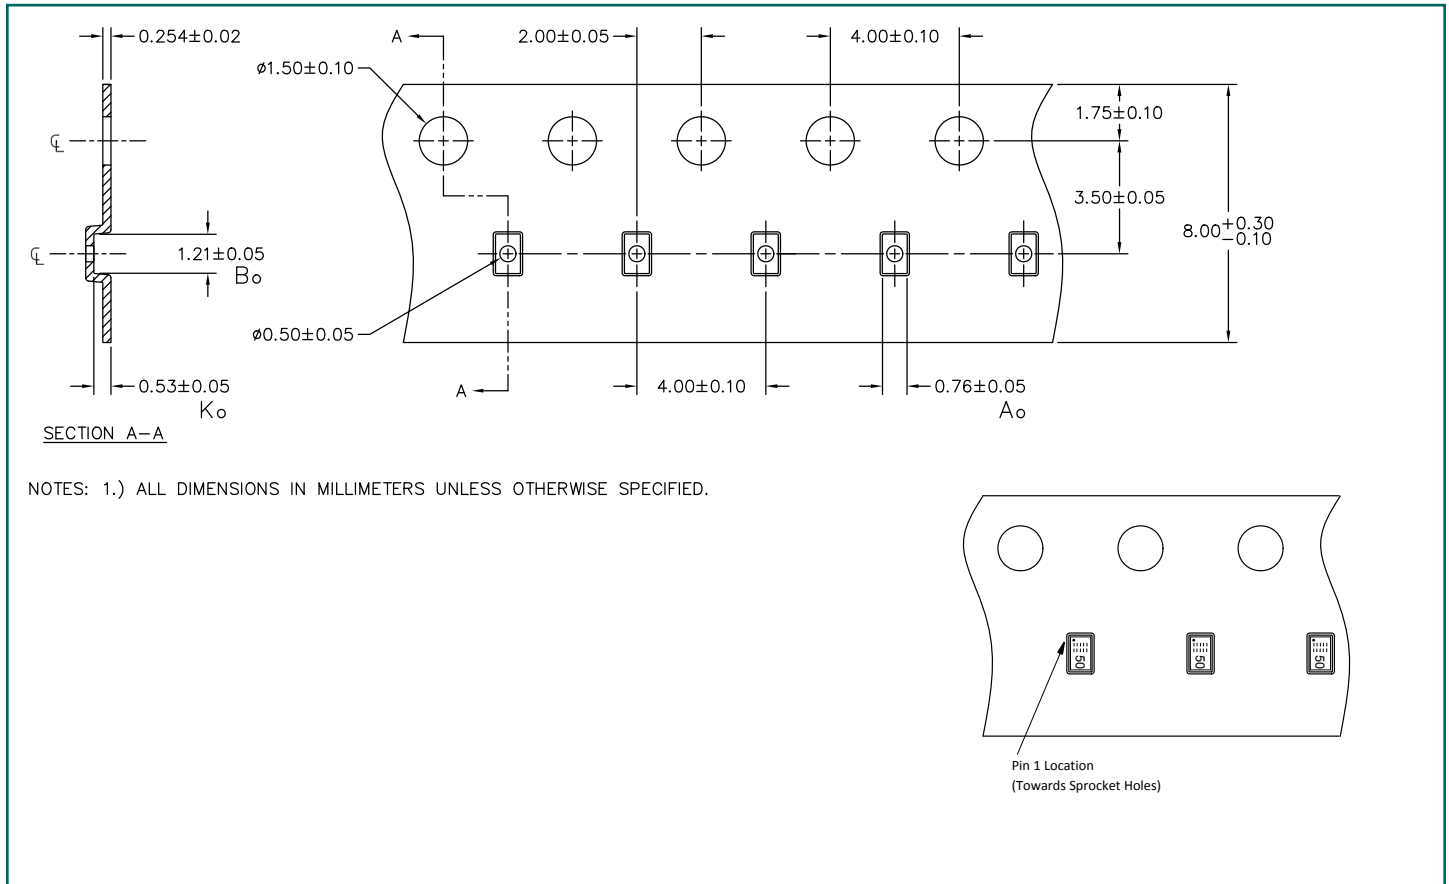 0.254±0.02
A
2.00±0.05
4.00±0.10
ø1.50±0.10
1.75±0.10
℄
3.50±0.05
8.00 +0.30
-0.10
℄
1.21±0.05
Bo
ø0.50±0.05
0.53±0.05
Ko
A
4.00±0.10
0.76±0.05
Ao
SECTION A-A
NOTES: 1.) ALL DIMENSIONS IN MILLIMETERS UNLESS OTHERWISE SPECIFIED.
50
50
50
Pin 1 Location
(Towards Sprocket Holes)